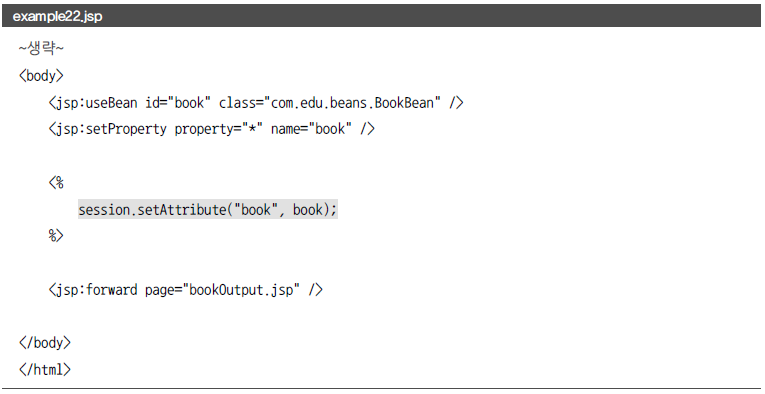 example22.jsp
~생략~
<body>
<jsp:useBean id="book" class="com.edu.beans.BookBean" />
<jsp:setProperty property="*" name="book" />
<%
session.setAttribute("book", book);
%>
<jsp:forward page="bookOutput.jsp" />
</body>
</html>